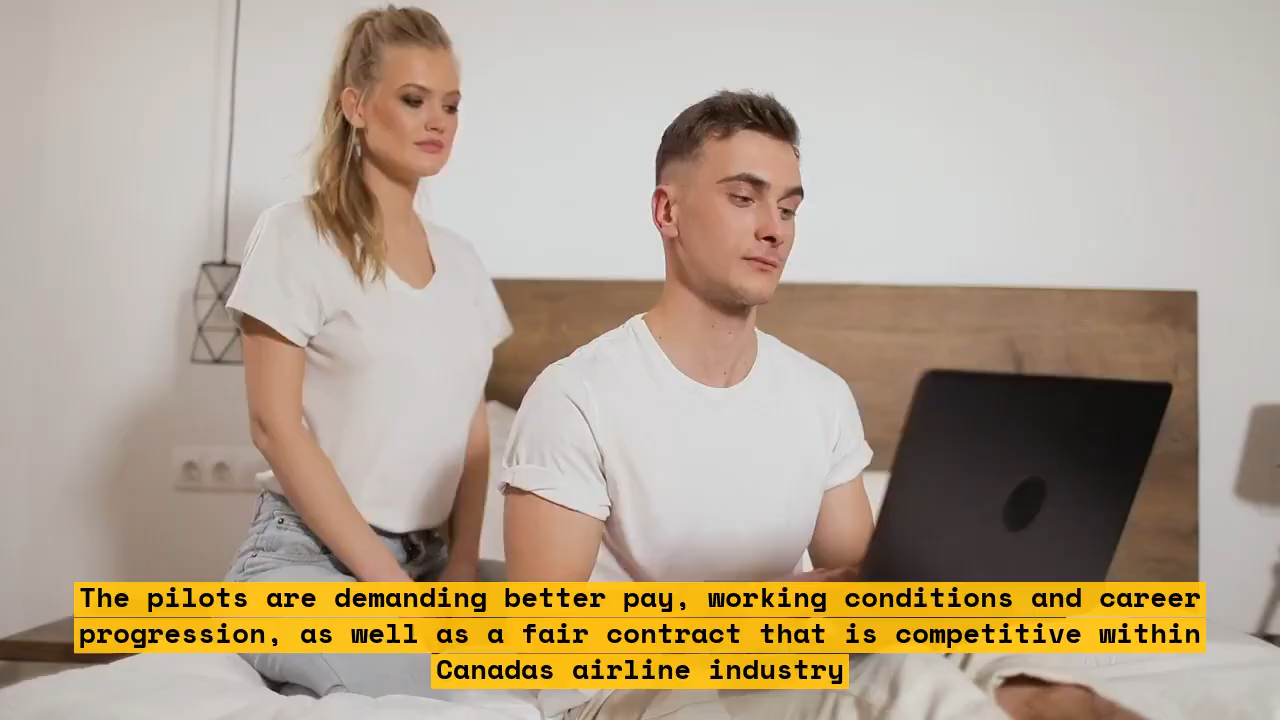 The pilots are demanding better pay, working conditions and career
progression, as well as a fair contract that is competitive within
Canadas airline industry